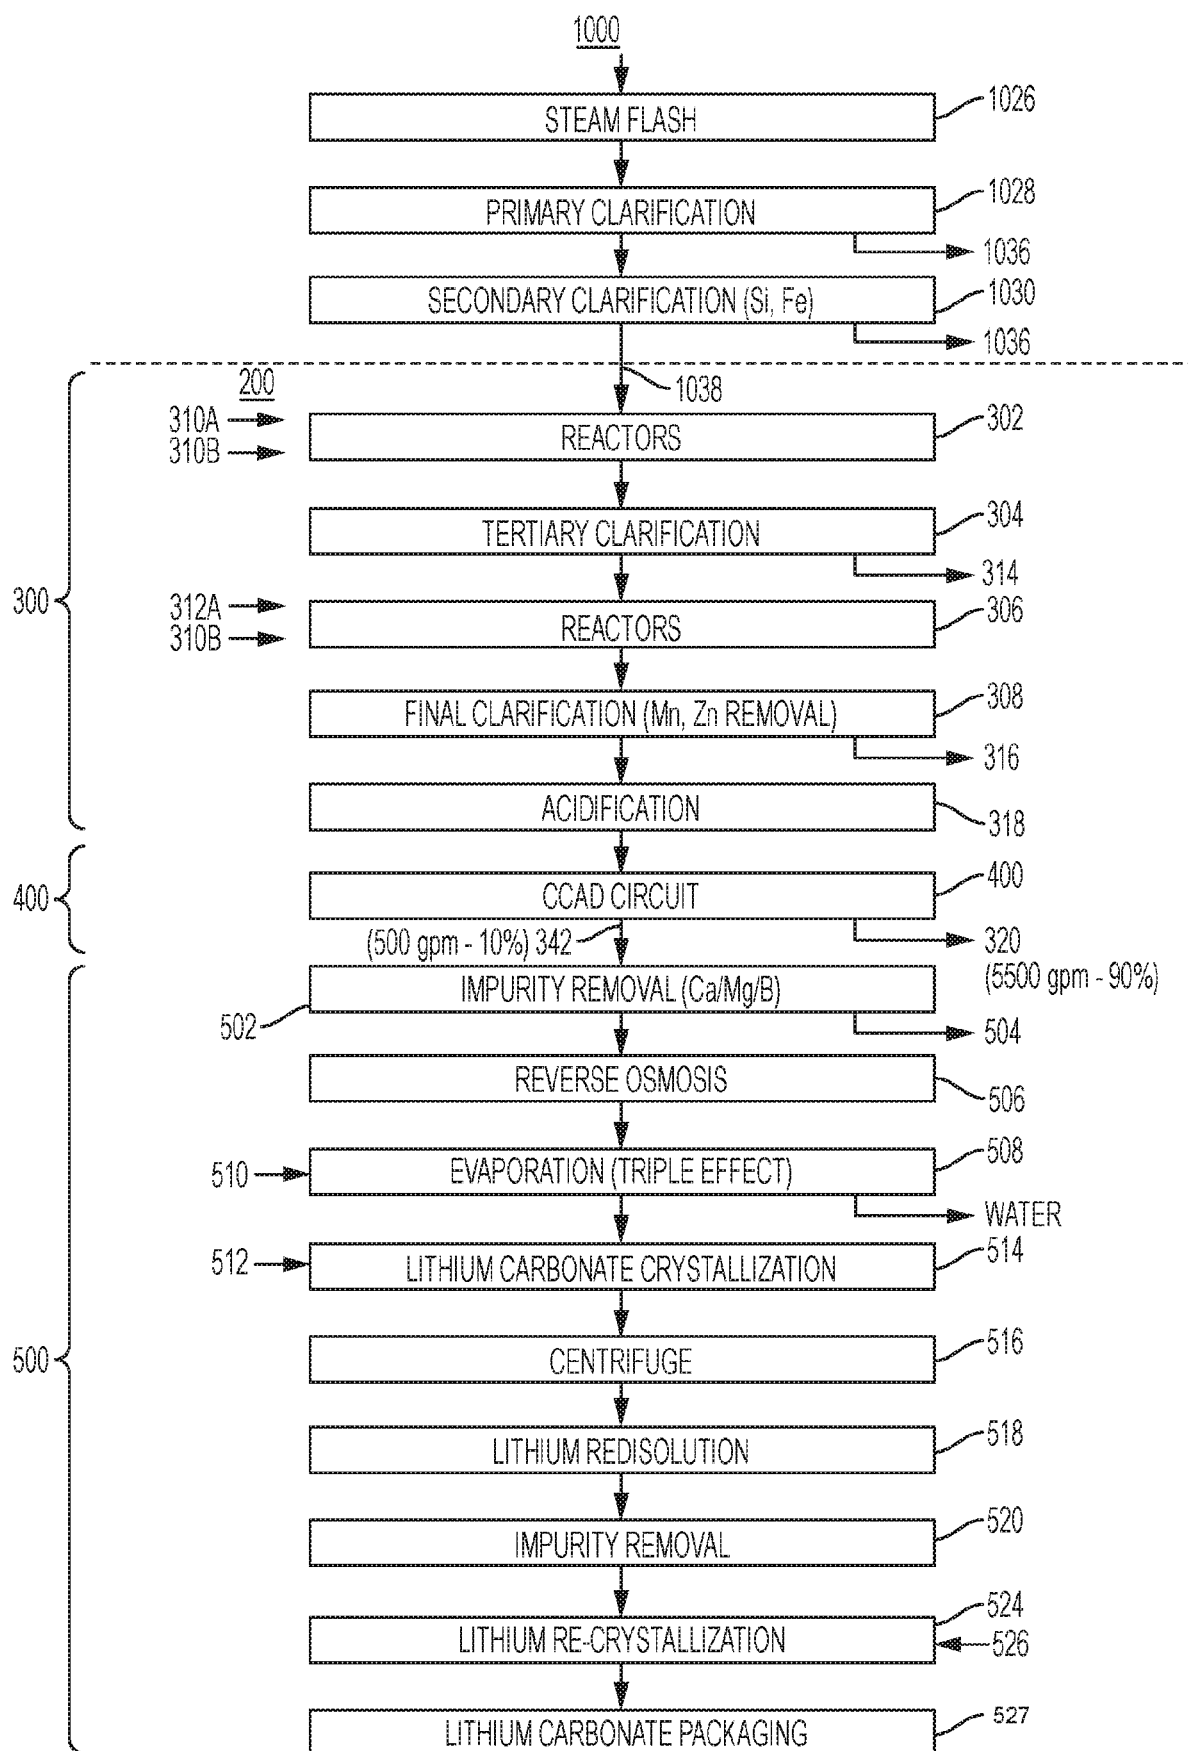 1000
STEAM FLASH
1026
PRIMARY CLARIFICATION
1028
1036
SECONDARY CLARIFICATION (Si, Fe)
1030
1036
1038
200
300
310A
310B
REACTORS
302
TERTIARY CLARIFICATION
304
314
312A
310B
REACTORS
306
FINAL CLARIFICATION (Mn, Zn REMOVAL)
308
316
ACIDIFICATION
318
400
CCAD CIRCUIT
400
(500 gpm - 10%) 342
320
(5500 gpm - 90%)
500
IMPURITY REMOVAL (Ca/Mg/B)
502
504
REVERSE OSMOSIS
506
510
EVAPORATION (TRIPLE EFFECT)
508
WATER
512
LITHIUM CARBONATE CRYSTALLIZATION
514
CENTRIFUGE
516
LITHIUM REDISOLUTION
518
IMPURITY REMOVAL
520
LITHIUM RE-CRYSTALLIZATION
524
526
LITHIUM CARBONATE PACKAGING
527